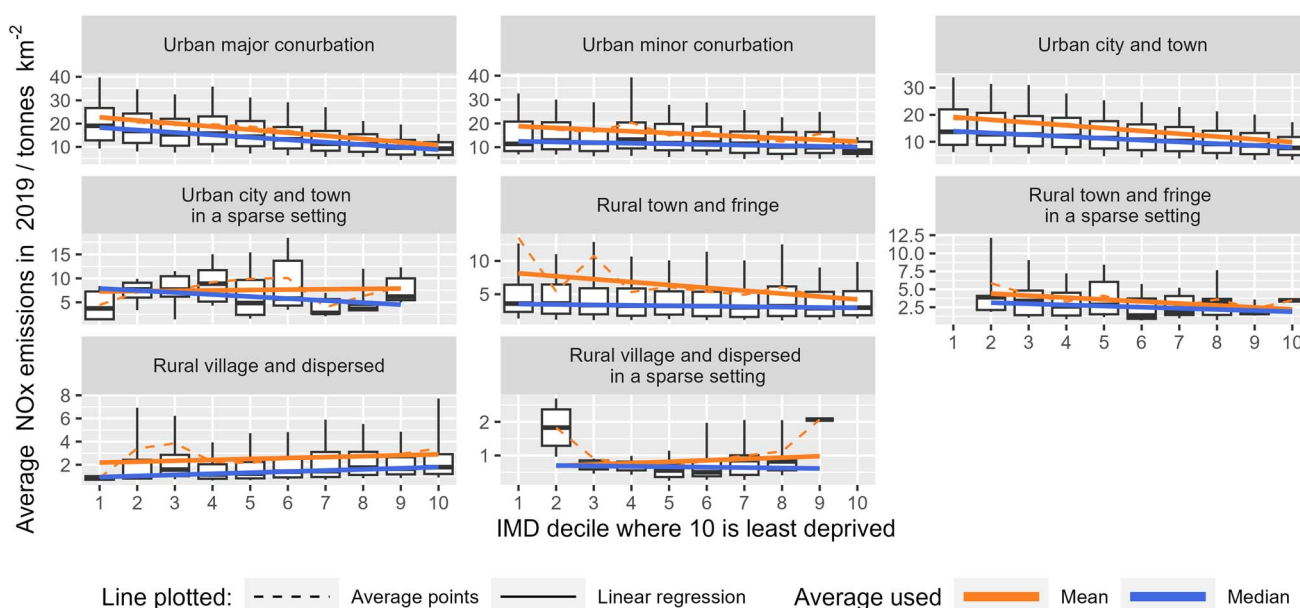 Average NOx emissions in 2019 / tonnes km-2
Urban major conurbation
Urban minor conurbation
Urban city and town
40
30
20
10
40
30
20
10
30
20
10
Urban city and town
in a sparse setting
Rural town and fringe
Rural town and fringe
in a sparse setting
15
10
5
10
5
12.5
10.0
7.5
5.0
2.5
1 2 3 4 5 6 7 8 9 10
Rural village and dispersed
Rural village and dispersed
in a sparse setting
8
6
4
2
2
1
1 2 3 4 5 6 7 8 9 10
1 2 3 4 5 6 7 8 9 10
IMD decile where 10 is least deprived
Line plotted: Average points Linear regression Average used Mean Median